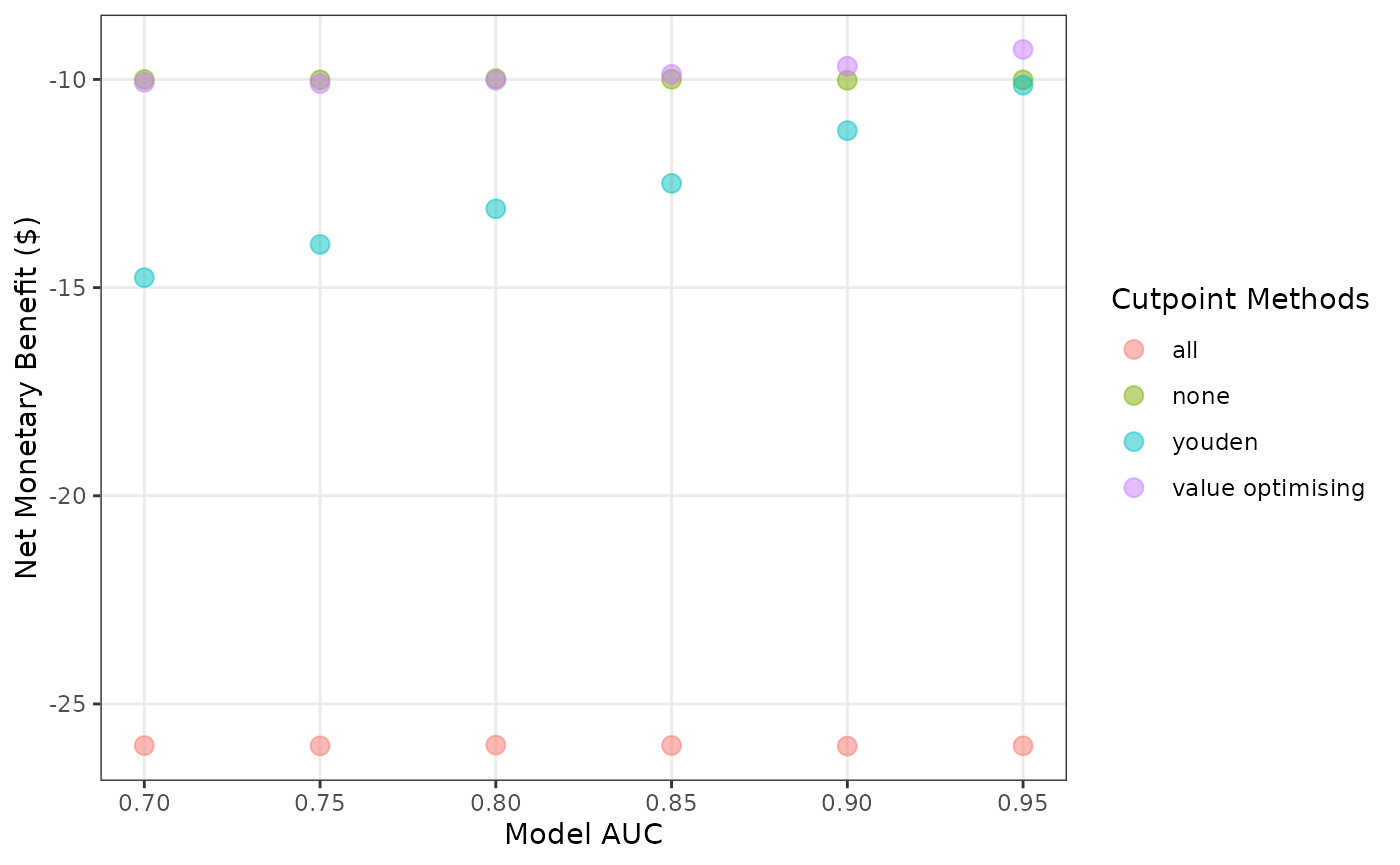 -10
-15
-20
-25
Net Monetary Benefit ($)
0.70 0.75 0.80 0.85 0.90 0.95
Model AUC
Cutpoint Methods
all
none
youden
value optimising